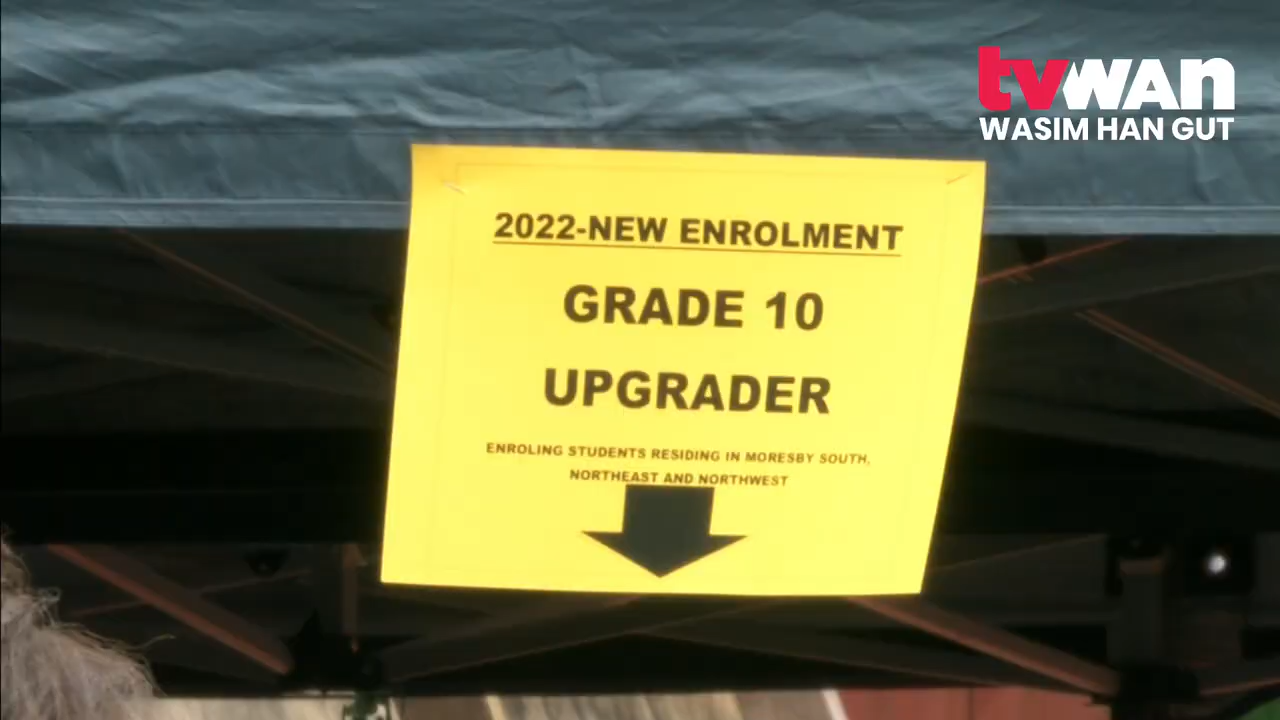 tvwan
WASIM HAN GUT
2022-NEW ENROLMENT
GRADE 10
UPGRADER
ENROLING STUDENTS RESIDING IN MORESBY SOUTH,
NORTHEAST AND NORTHWEST